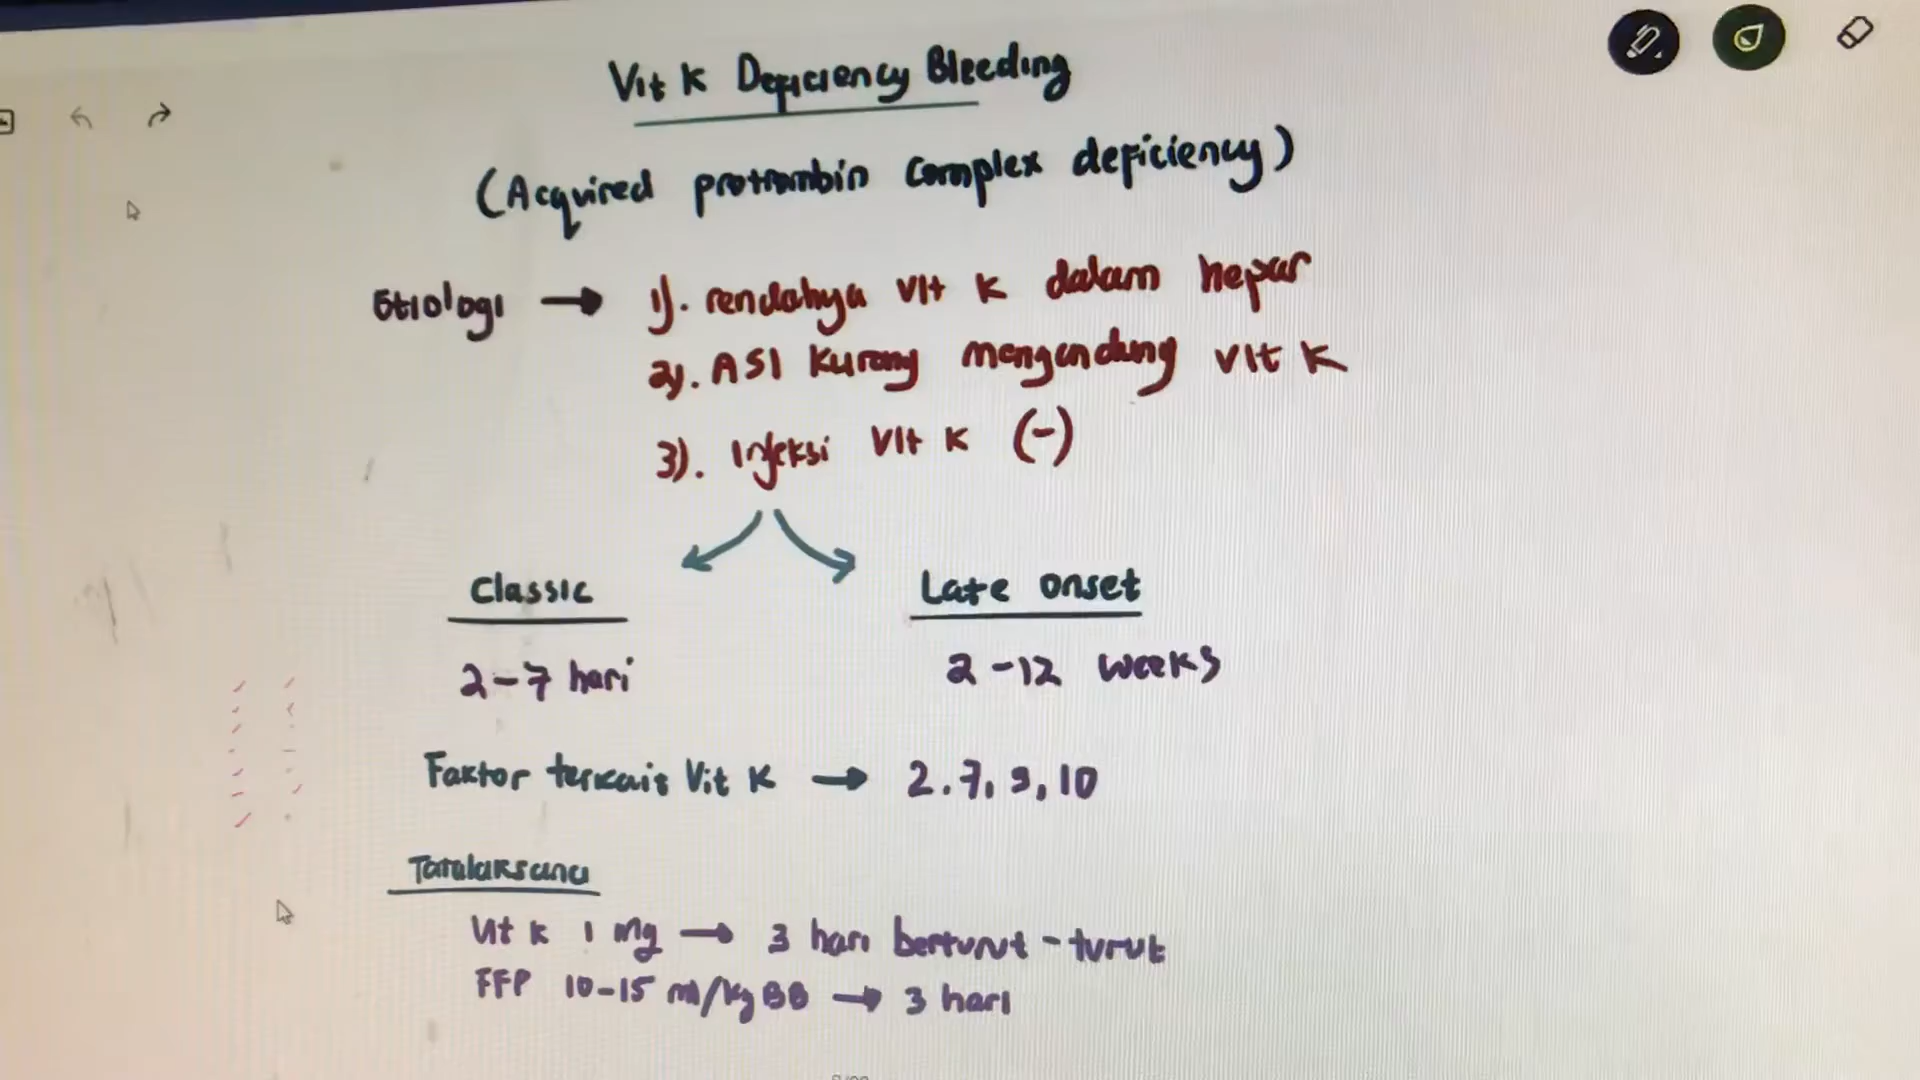 Vit K Deficiency Bleeding
(Acquired protrombin complex deficiency)
Etiologi → 1). rendahya vit K dalam hepar
2). ASI kurang mengandung vit K
3). Injeksi Vit K (-)
Classic
Late onset
2-7 hari
2-12 weeks
Faktor terkait Vit K → 2. 7, 9, 10
Tatalaksana
Vit K 1 mg → 3 hari berturut-turut
FFP 10-15 ml/kg BB → 3 hari